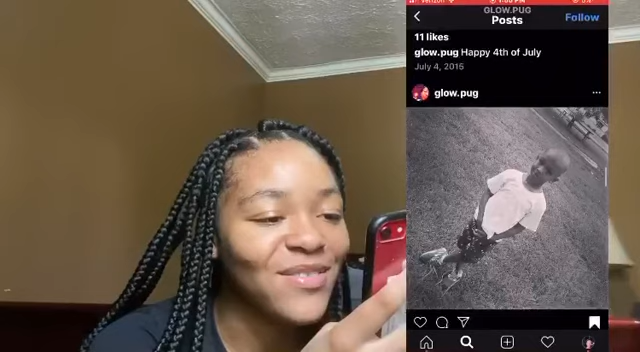 GLOW.PUG
Posts
Follow
11 likes
glow.pug Happy 4th of July
July 4, 2015
glow.pug